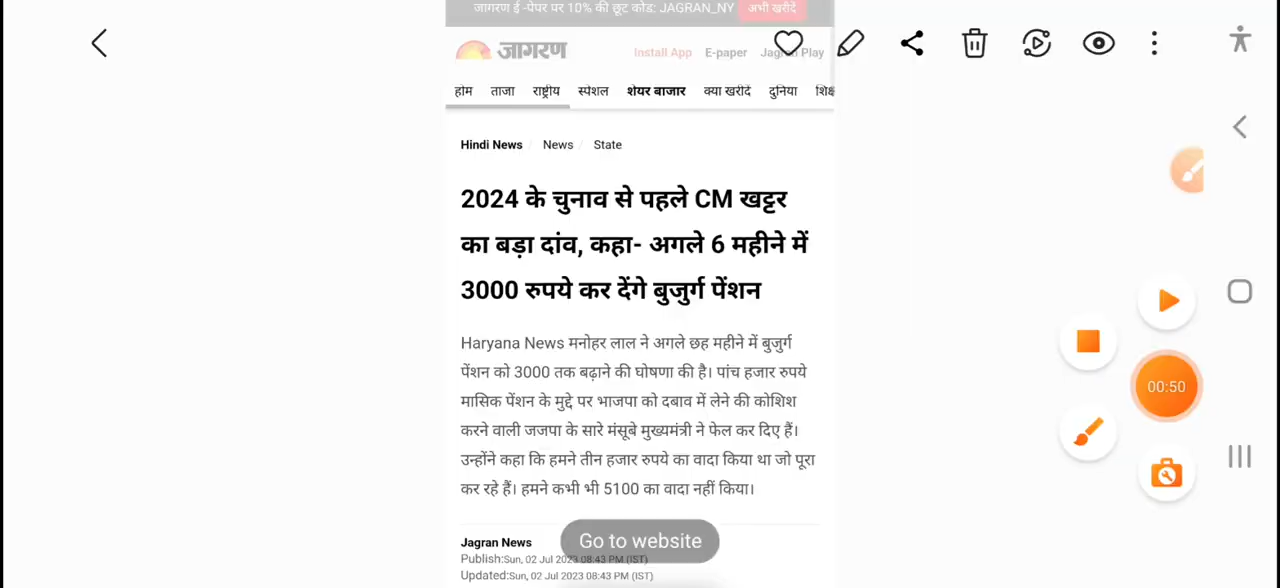 जागरण ई -पेपर पर 10% की छूट कोड: JAGRAN_NY अभी खरीदें
जागरण Install App E-paper Jagran Play
होम ताजा राष्ट्रीय स्पेशल शेयर बाजार क्या खरीदें दुनिया शिक्ष
Hindi News News State
2024 के चुनाव से पहले CM खट्टर
का बड़ा दांव, कहा- अगले 6 महीने में
3000 रुपये कर देंगे बुजुर्ग पेंशन
Haryana News मनोहर लाल ने अगले छह महीने में बुजुर्ग
पेंशन को 3000 तक बढ़ाने की घोषणा की है। पांच हजार रुपये
मासिक पेंशन के मुद्दे पर भाजपा को दबाव में लेने की कोशिश
करने वाली जजपा के सारे मंसूबे मुख्यमंत्री ने फेल कर दिए हैं।
उन्होंने कहा कि हमने तीन हजार रुपये का वादा किया था जो पूरा
कर रहे हैं। हमने कभी भी 5100 का वादा नहीं किया।
Jagran News
Publish:Sun, 02 Jul 2023 08:43 PM (IST)
Updated:Sun, 02 Jul 2023 08:43 PM (IST)
Go to website
00:50